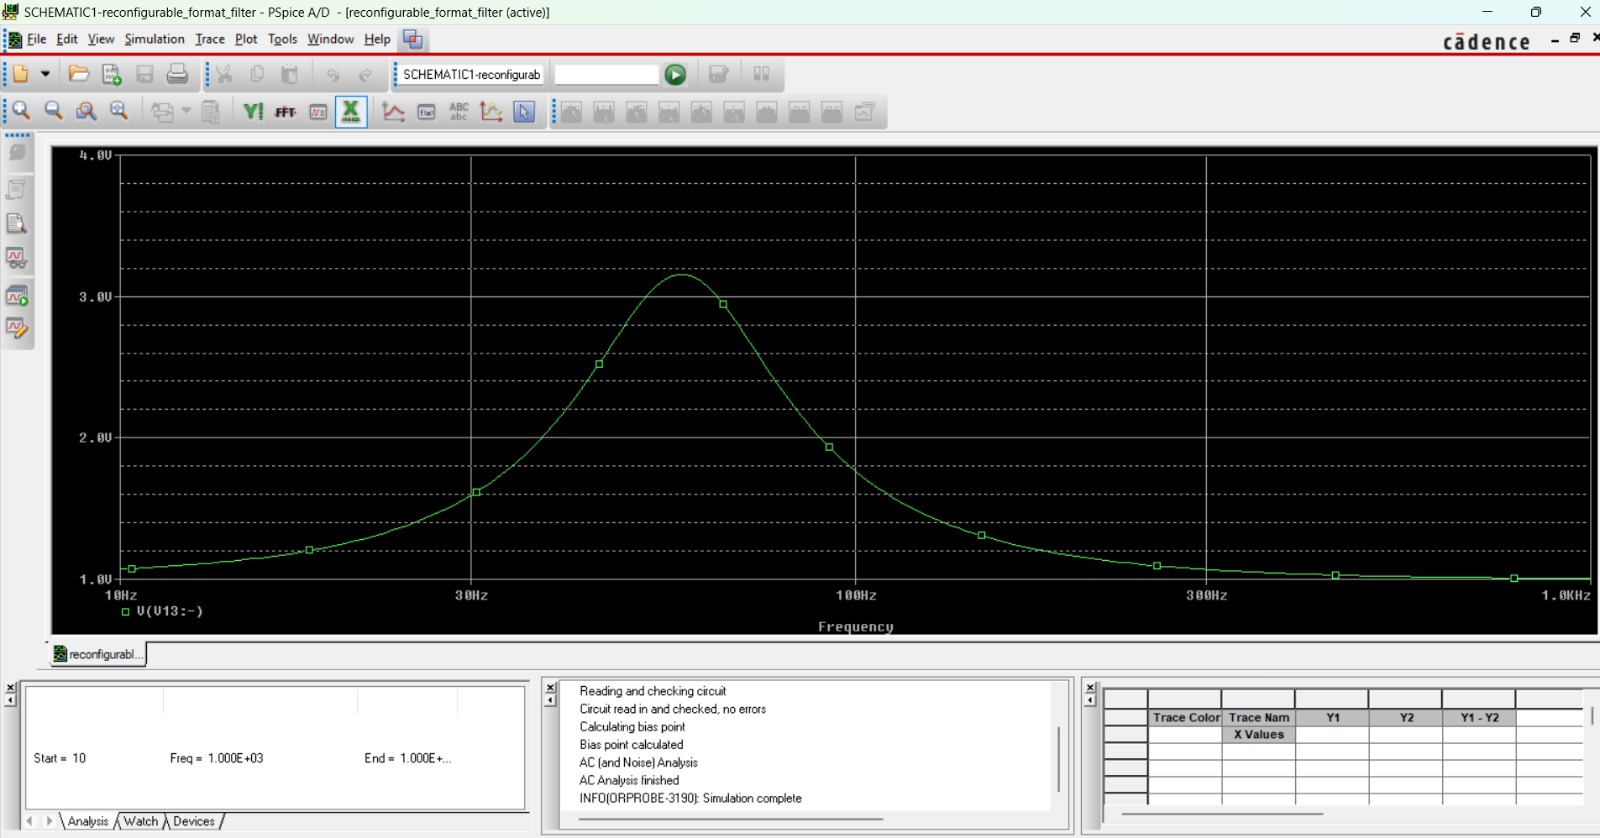 SCHEMATIC1-reconfigurable_format_filter - PSpice A/D - [reconfigurable_format_filter (active)]
File Edit View Simulation Trace Plot Tools Window Help
cādence
SCHEMATIC1-reconfigurab
Y! FFT
ABC
abc
4.0V
3.0V
2.0V
1.0V
10Hz 30Hz 100Hz 300Hz 1.0KHz
V(V13:-)
Frequency
reconfigurabl...
Start = 10 Freq = 1.000E+03 End = 1.000E+...
Analysis Watch Devices
Reading and checking circuit
Circuit read in and checked, no errors
Calculating bias point
Bias point calculated
AC (and Noise) Analysis
AC Analysis finished
INFO(ORPROBE-3190): Simulation complete
Trace Color Trace Nam Y1 Y2 Y1 - Y2
X Values